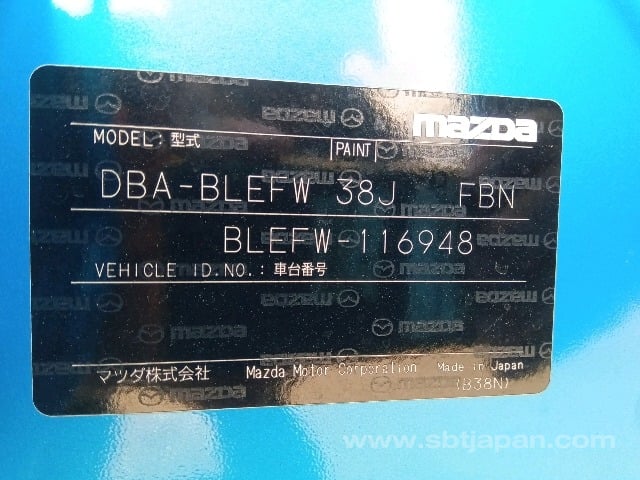 mazda
MODEL: 型式 PAINT
DBA-BLEFW 38J FBN
BLEFW-116948
VEHICLE ID.NO.: 車台番号
マツダ株式会社 Mazda Motor Corporation Made in Japan
(B38N)
www.sbtjapan.com